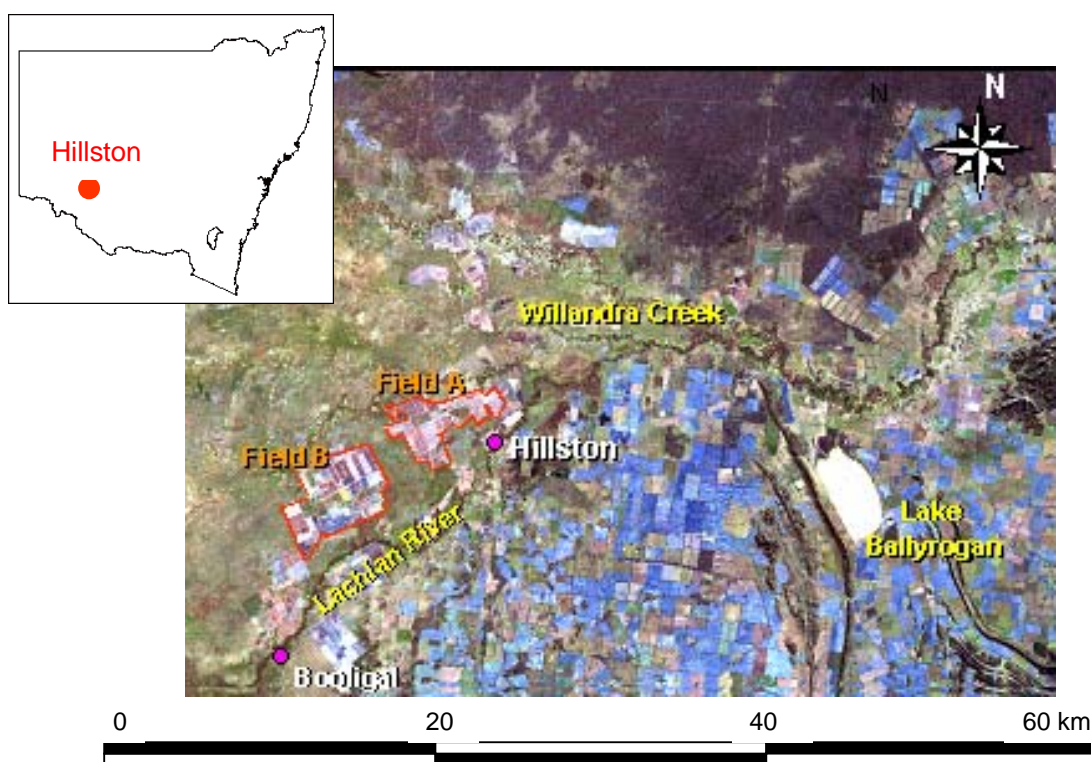 Hillston
N
N
Willandra Creek
Field A
Hillston
Field B
Lake
Ballyrogan
Lachlan River
Booligal
0 20 40 60 km